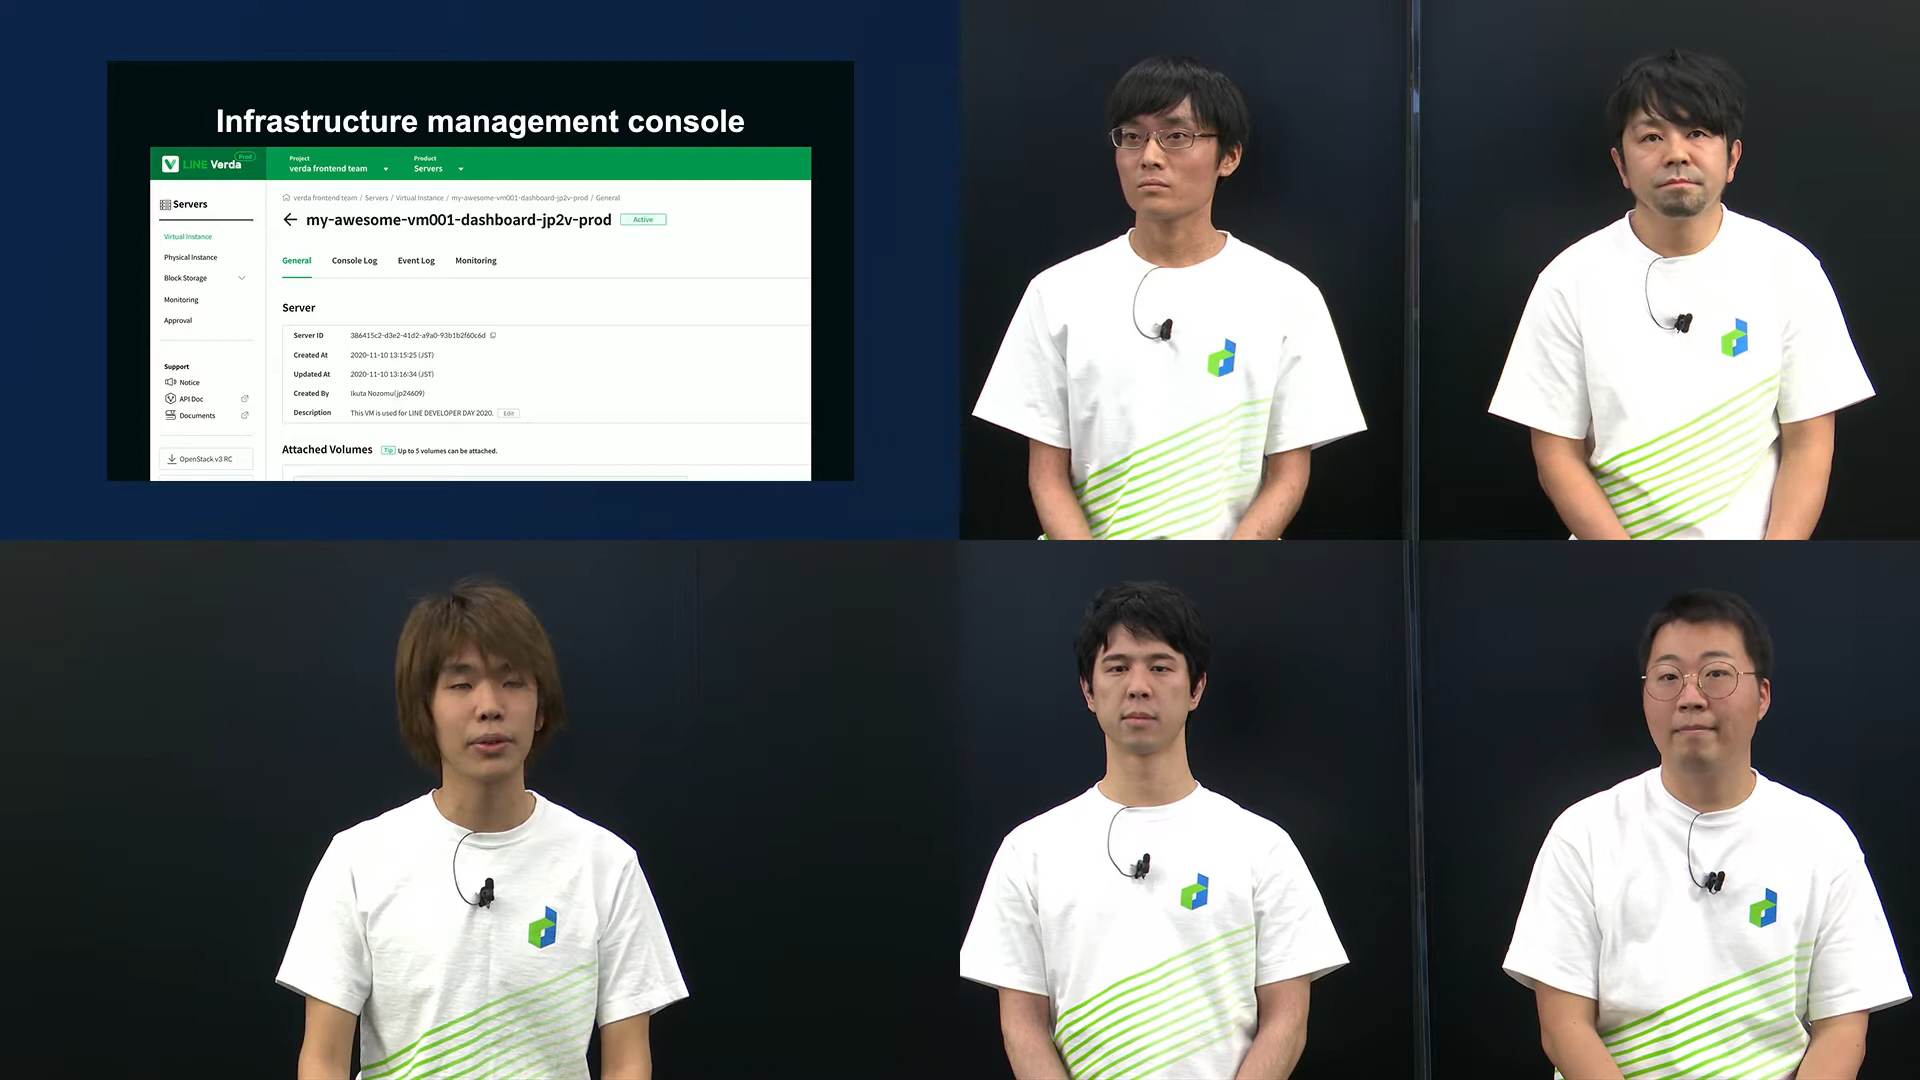 Infrastructure management console
LINE Verda Prod
Project
verda frontend team
Product
Servers
Servers
Virtual Instance
Physical Instance
Block Storage
Monitoring
Approval
Support
Notice
API Doc
Documents
OpenStack v3 RC
verda frontend team / Servers / Virtual Instance / my-awesome-vm001-dashboard-jp2v-prod / General
my-awesome-vm001-dashboard-jp2v-prod Active
General Console Log Event Log Monitoring
Server
Server ID 386415c2-d3e2-41d2-a9a0-93b1b2f60c6d
Created At 2020-11-10 13:15:25 (JST)
Updated At 2020-11-10 13:16:34 (JST)
Created By Ikuta Nozomu(jp24609)
Description This VM is used for LINE DEVELOPER DAY 2020. Edit
Attached Volumes Tip Up to 5 volumes can be attached.